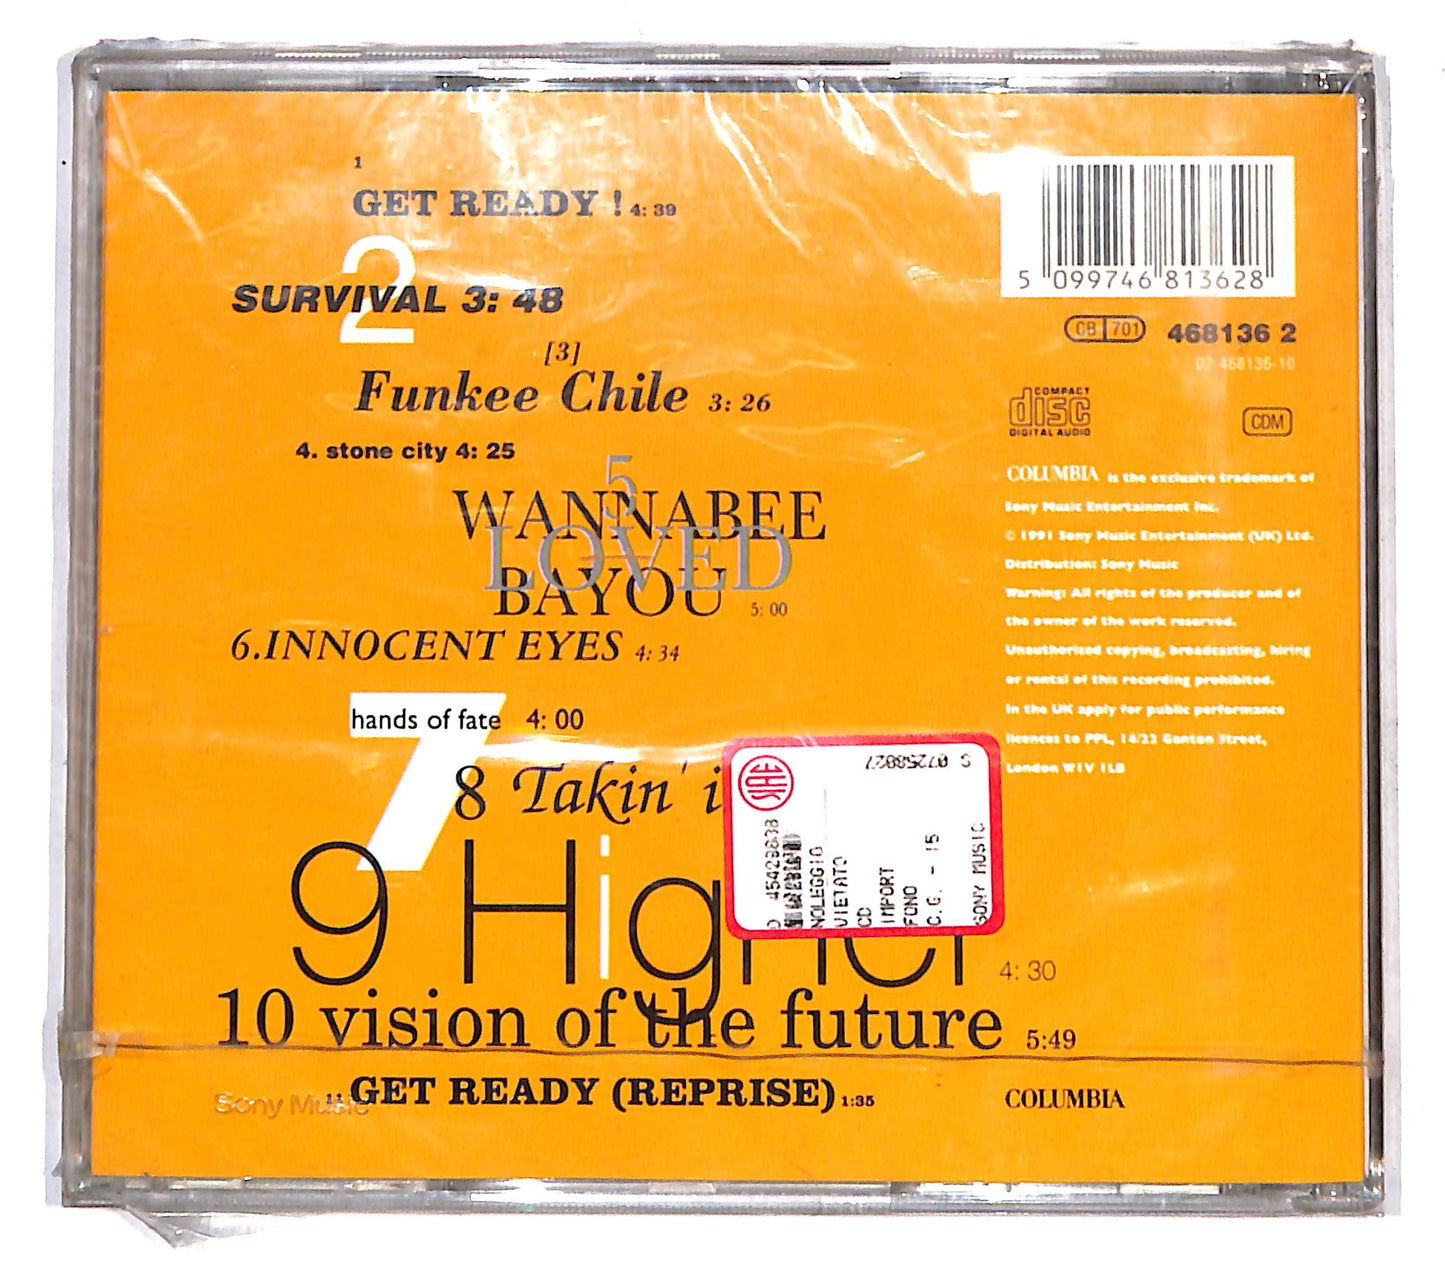 1
GET READY ! 4: 39
2
SURVIVAL 3: 48
[3]
Funkee Chile 3: 26
4. stone city 4: 25
5
WANNABEE
LOVED
BAYOU 5: 00
6.INNOCENT EYES 4: 34
7
hands of fate 4: 00
8 Takin' i
9 Higher 4: 30
10 vision of the future 5:49
11 GET READY (REPRISE) 1:35
Sony Music
COLUMBIA
5 099746 813628
CB 701 468136 2
07-468136-10
COMPACT
disc
DIGITAL AUDIO
CDM
COLUMBIA is the exclusive trademark of
Sony Music Entertainment Inc.
© 1991 Sony Music Entertainment (UK) Ltd.
Distribution: Sony Music
Warning: All rights of the producer and of
the owner of the work reserved.
Unauthorised copying, broadcasting, hiring
or rental of this recording prohibited.
In the UK apply for public performance
licences to PPL, 14/22 Ganton Street,
London W1V 1LB
S 07258827
D 45429838
NOLEGGIO
VIETATO
CD
IMPORT
FONO
C.G. - 15
SONY MUSIC